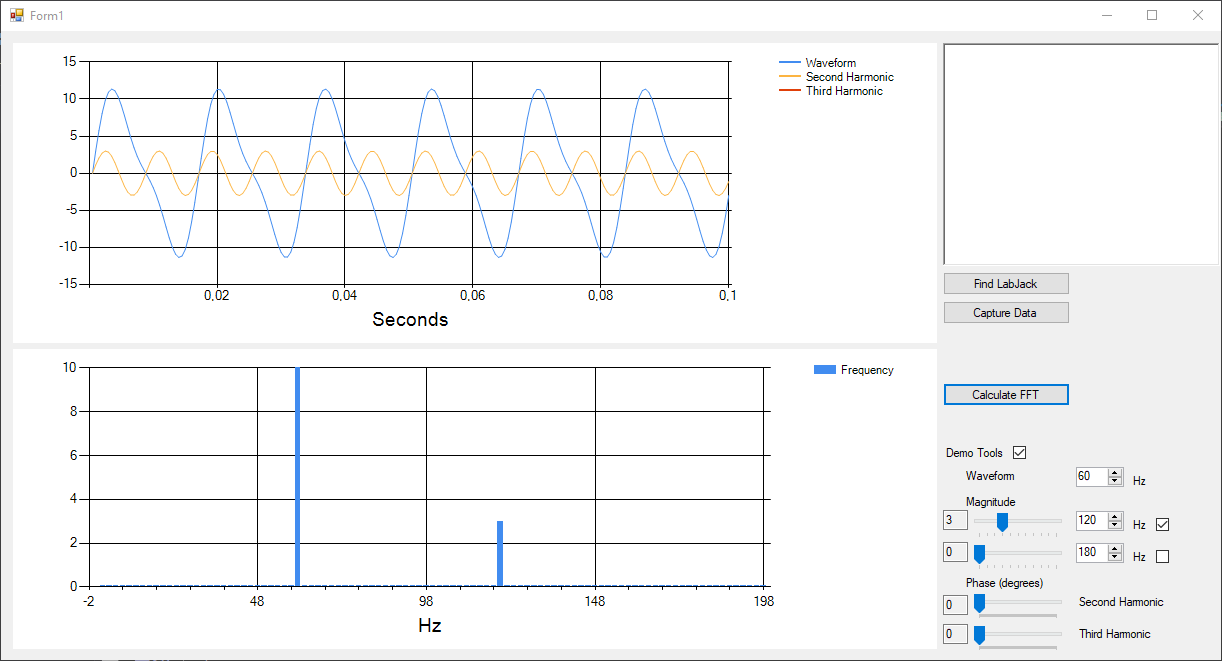 Form1
15
10
5
0
-5
-10
-15
0,02 0,04 0,06 0,08 0,1
Seconds
Waveform
Second Harmonic
Third Harmonic
10
8
6
4
2
0
-2 48 98 148 198
Hz
Frequency
Find LabJack
Capture Data
Calculate FFT
Demo Tools
Waveform 60 Hz
Magnitude
3 120 Hz
0 180 Hz
Phase (degrees)
0 Second Harmonic
0 Third Harmonic